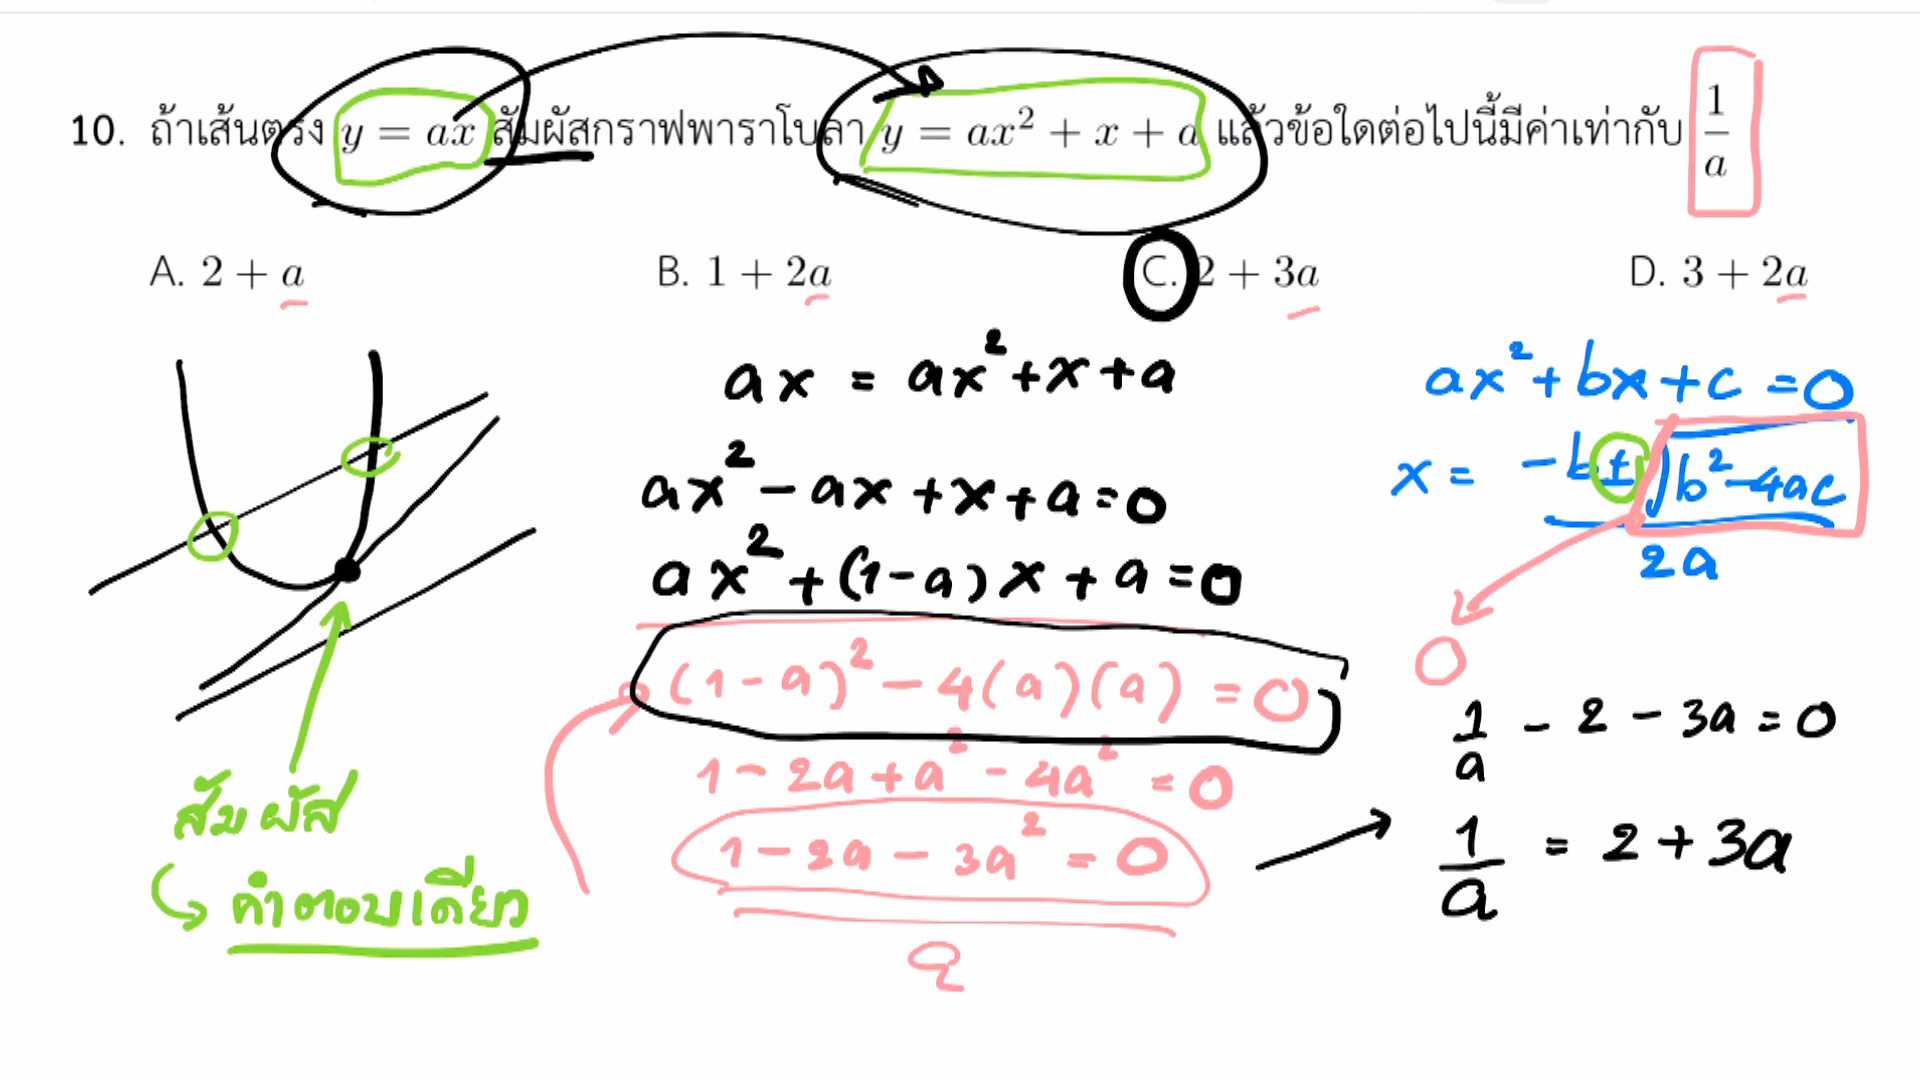 10. ถ้าเส้นตรง y = ax สัมผัสกราฟพาราโบลา y = ax² + x + a แล้วข้อใดต่อไปนี้มีค่าเท่ากับ 1/a
A. 2 + a B. 1 + 2a C. 2 + 3a D. 3 + 2a
ax = ax² + x + a
ax² - ax + x + a = 0
ax² + (1-a)x + a = 0
(1-a)² - 4(a)(a) = 0
1 - 2a + a² - 4a² = 0
1 - 2a - 3a² = 0
a
ax² + bx + c = 0
x = -b ± √b² - 4ac / 2a
0
1/a - 2 - 3a = 0
1/a = 2 + 3a
สัมผัส
คำตอบเดียว